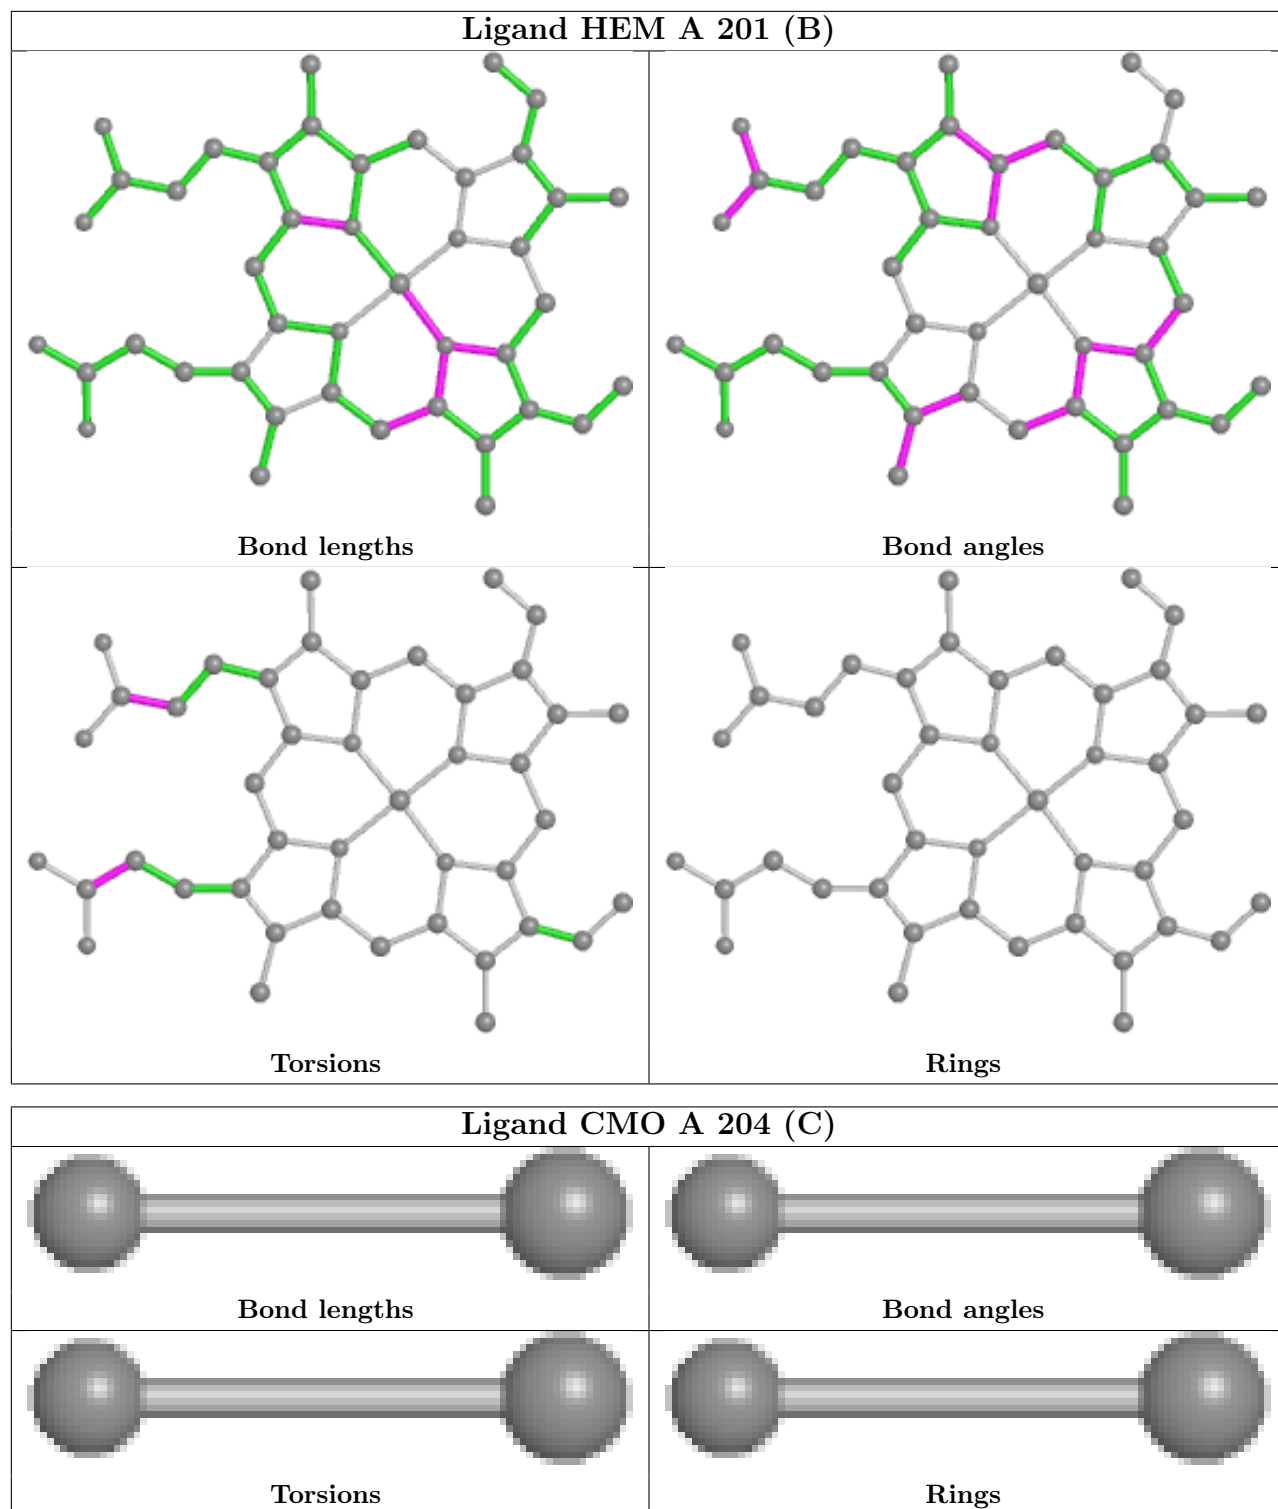 Ligand HEM A 201 (B)
Bond lengths
Bond angles
Torsions
Rings
Ligand CMO A 204 (C)
Bond lengths
Bond angles
Torsions
Rings